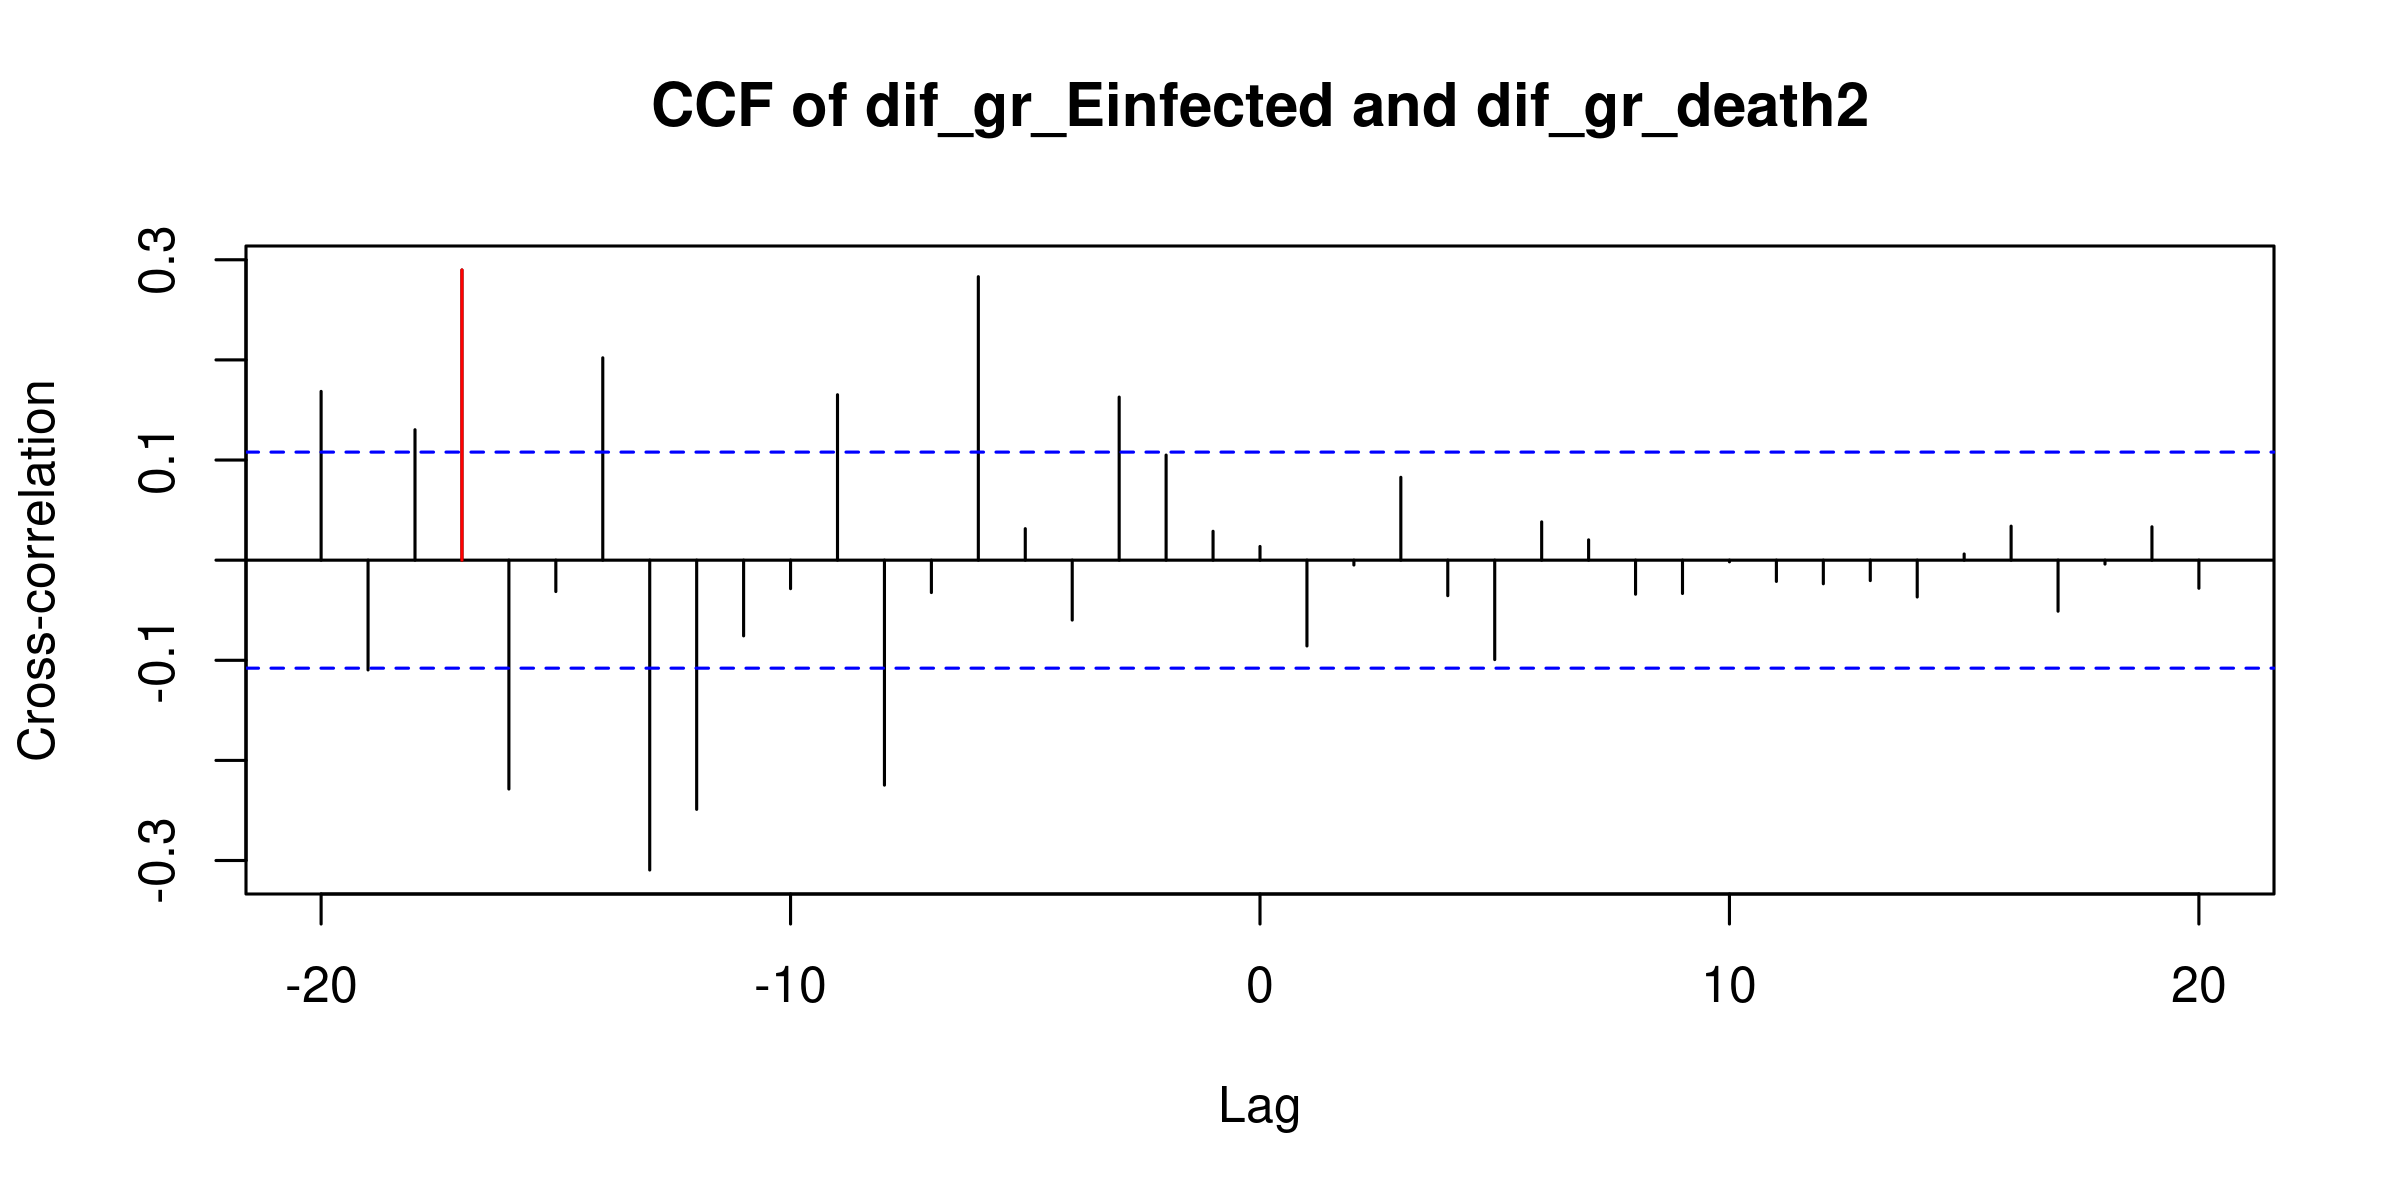 CCF of dif_gr_Einfected and dif_gr_death2
Cross-correlation
0.3
0.1
-0.1
-0.3
-20 -10 0 10 20
Lag